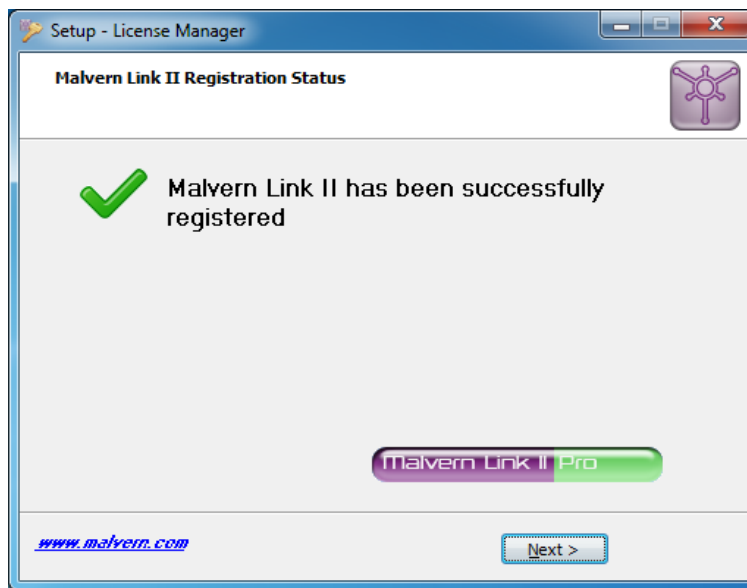 Setup - License Manager
Malvern Link II Registration Status
Malvern Link II has been successfully
registered
Malvern Link II Pro
www.malvern.com
Next >